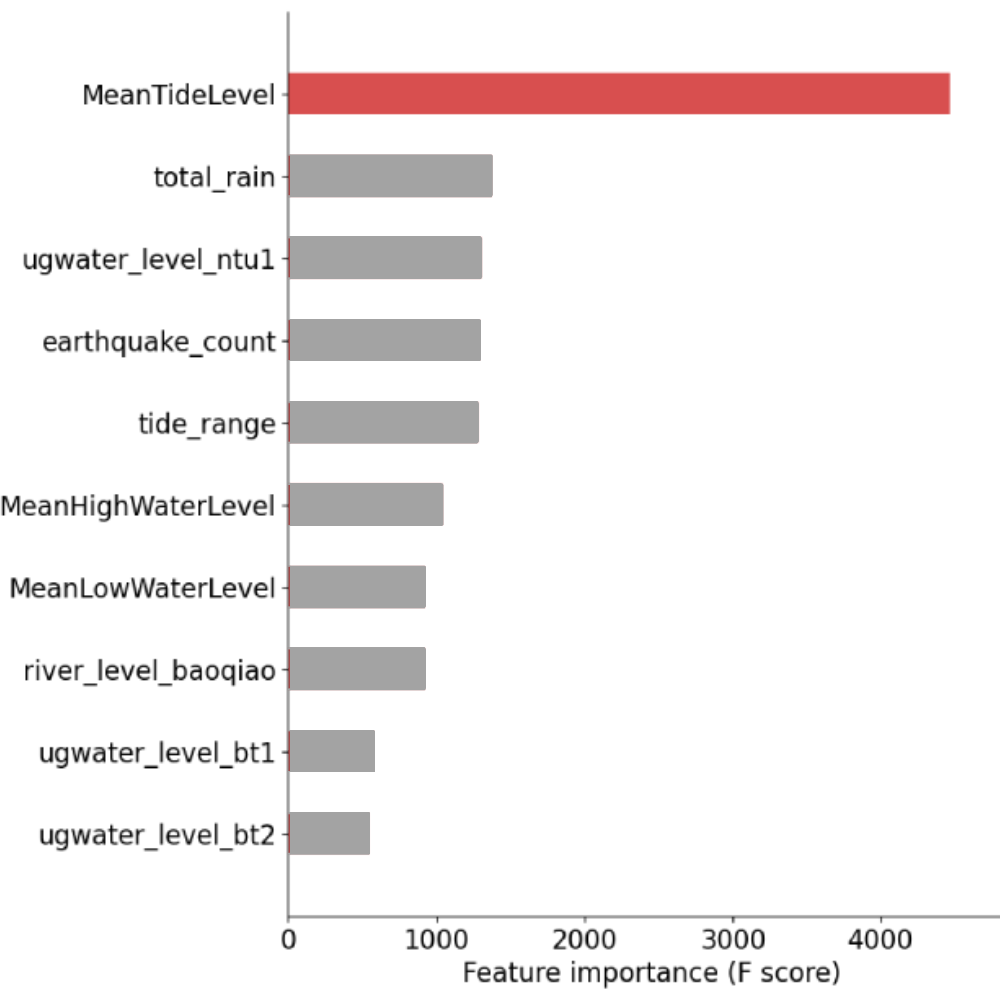 MeanTideLevel
total_rain
ugwater_level_ntu1
earthquake_count
tide_range
MeanHighWaterLevel
MeanLowWaterLevel
river_level_baoqiao
ugwater_level_bt1
ugwater_level_bt2
0 1000 2000 3000 4000
Feature importance (F score)